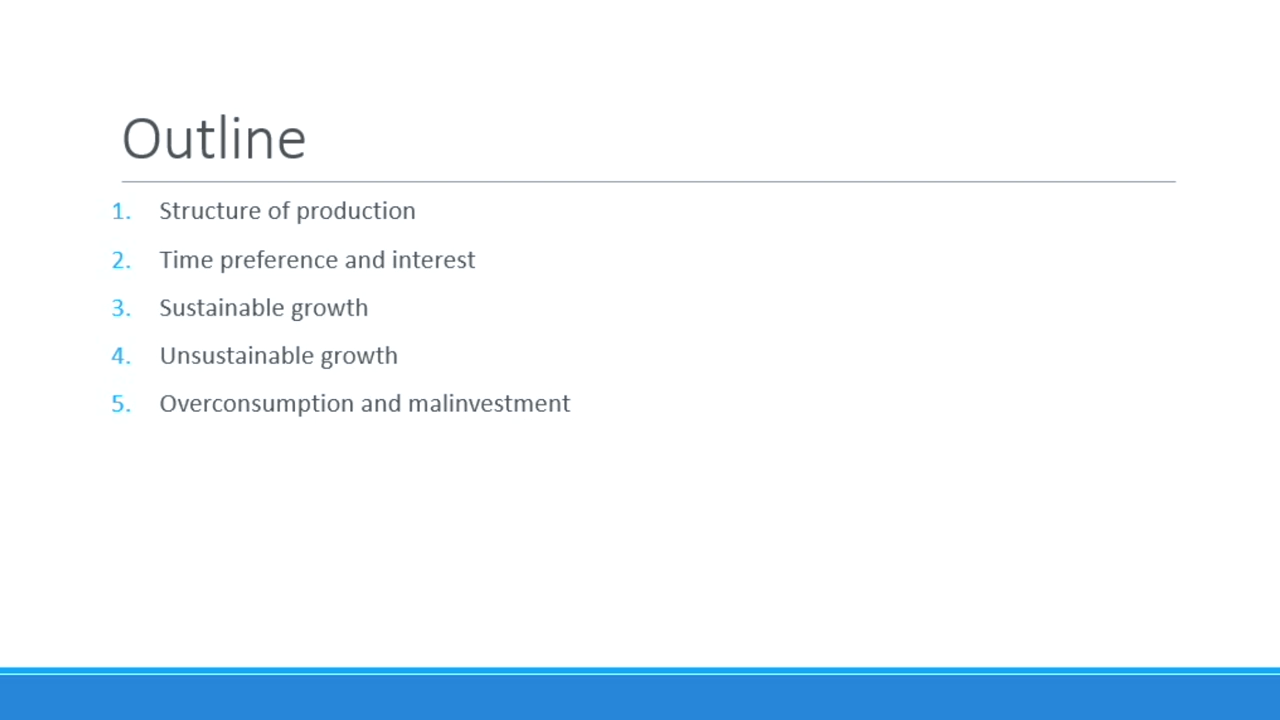 Outline
1. Structure of production
2. Time preference and interest
3. Sustainable growth
4. Unsustainable growth
5. Overconsumption and malinvestment